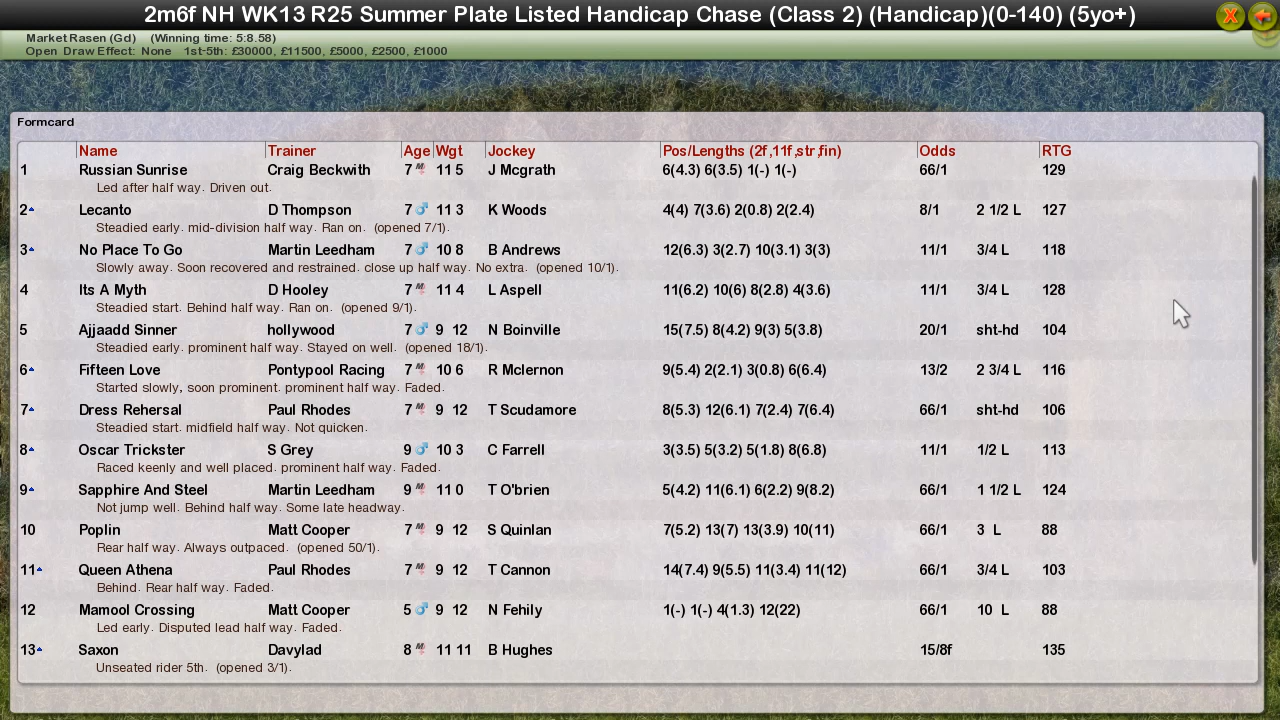 2m6f NH WK13 R25 Summer Plate Listed Handicap Chase (Class 2) (Handicap)(0-140) (5yo+)
Market Rasen (Gd) (Winning time: 5:8.58)
Open Draw Effect: None 1st-5th: £30000, £11500, £5000, £2500, £1000
Formcard
Name Trainer Age Wgt Jockey Pos/Lengths (2f,11f,str,fin) Odds RTG
1 Russian Sunrise Craig Beckwith 7 11 5 J Mcgrath 6(4.3) 6(3.5) 1(-) 1(-) 66/1 129
Led after half way. Driven out.
2 Lecanto D Thompson 7 11 3 K Woods 4(4) 7(3.6) 2(0.8) 2(2.4) 8/1 2 1/2 L 127
Steadied early. mid-division half way. Ran on. (opened 7/1).
3 No Place To Go Martin Leedham 7 10 8 B Andrews 12(6.3) 3(2.7) 10(3.1) 3(3) 11/1 3/4 L 118
Slowly away. Soon recovered and restrained. close up half way. No extra. (opened 10/1).
4 Its A Myth D Hooley 7 11 4 L Aspell 11(6.2) 10(6) 8(2.8) 4(3.6) 11/1 3/4 L 128
Steadied start. Behind half way. Ran on. (opened 9/1).
5 Ajjaadd Sinner hollywood 7 9 12 N Boinville 15(7.5) 8(4.2) 9(3) 5(3.8) 20/1 sht-hd 104
Steadied early. prominent half way. Stayed on well. (opened 18/1).
6 Fifteen Love Pontypool Racing 7 10 6 R Mclernon 9(5.4) 2(2.1) 3(0.8) 6(6.4) 13/2 2 3/4 L 116
Started slowly, soon prominent. prominent half way. Faded.
7 Dress Rehersal Paul Rhodes 7 9 12 T Scudamore 8(5.3) 12(6.1) 7(2.4) 7(6.4) 66/1 sht-hd 106
Steadied start. midfield half way. Not quicken.
8 Oscar Trickster S Grey 9 10 3 C Farrell 3(3.5) 5(3.2) 5(1.8) 8(6.8) 11/1 1/2 L 113
Raced keenly and well placed. prominent half way. Faded.
9 Sapphire And Steel Martin Leedham 9 11 0 T O'brien 5(4.2) 11(6.1) 6(2.2) 9(8.2) 66/1 1 1/2 L 124
Not jump well. Behind half way. Some late headway.
10 Poplin Matt Cooper 7 9 12 S Quinlan 7(5.2) 13(7) 13(3.9) 10(11) 66/1 3 L 88
Rear half way. Always outpaced. (opened 50/1).
11 Queen Athena Paul Rhodes 7 9 12 T Cannon 14(7.4) 9(5.5) 11(3.4) 11(12) 66/1 3/4 L 103
Behind. Rear half way. Faded.
12 Mamool Crossing Matt Cooper 5 9 12 N Fehily 1(-) 1(-) 4(1.3) 12(22) 66/1 10 L 88
Led early. Disputed lead half way. Faded.
13 Saxon Davylad 8 11 11 B Hughes 15/8f 135
Unseated rider 5th. (opened 3/1).